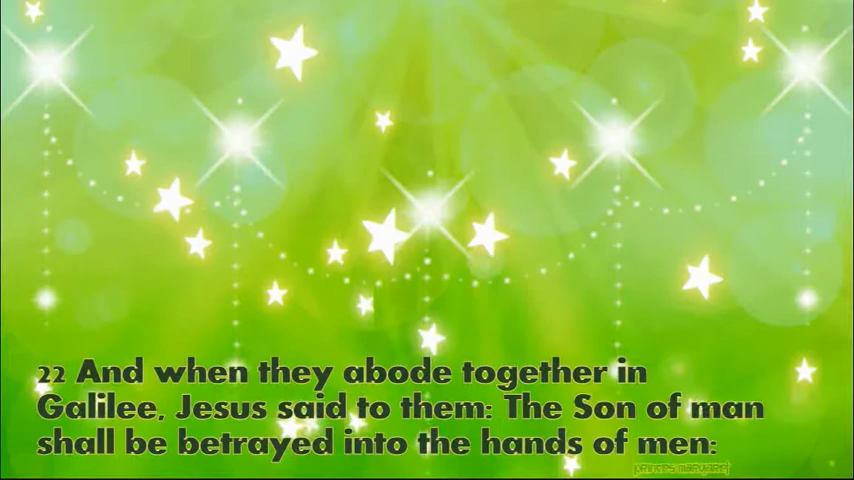 22 And when they abode together in
Galilee, Jesus said to them: The Son of man
shall be betrayed into the hands of men: